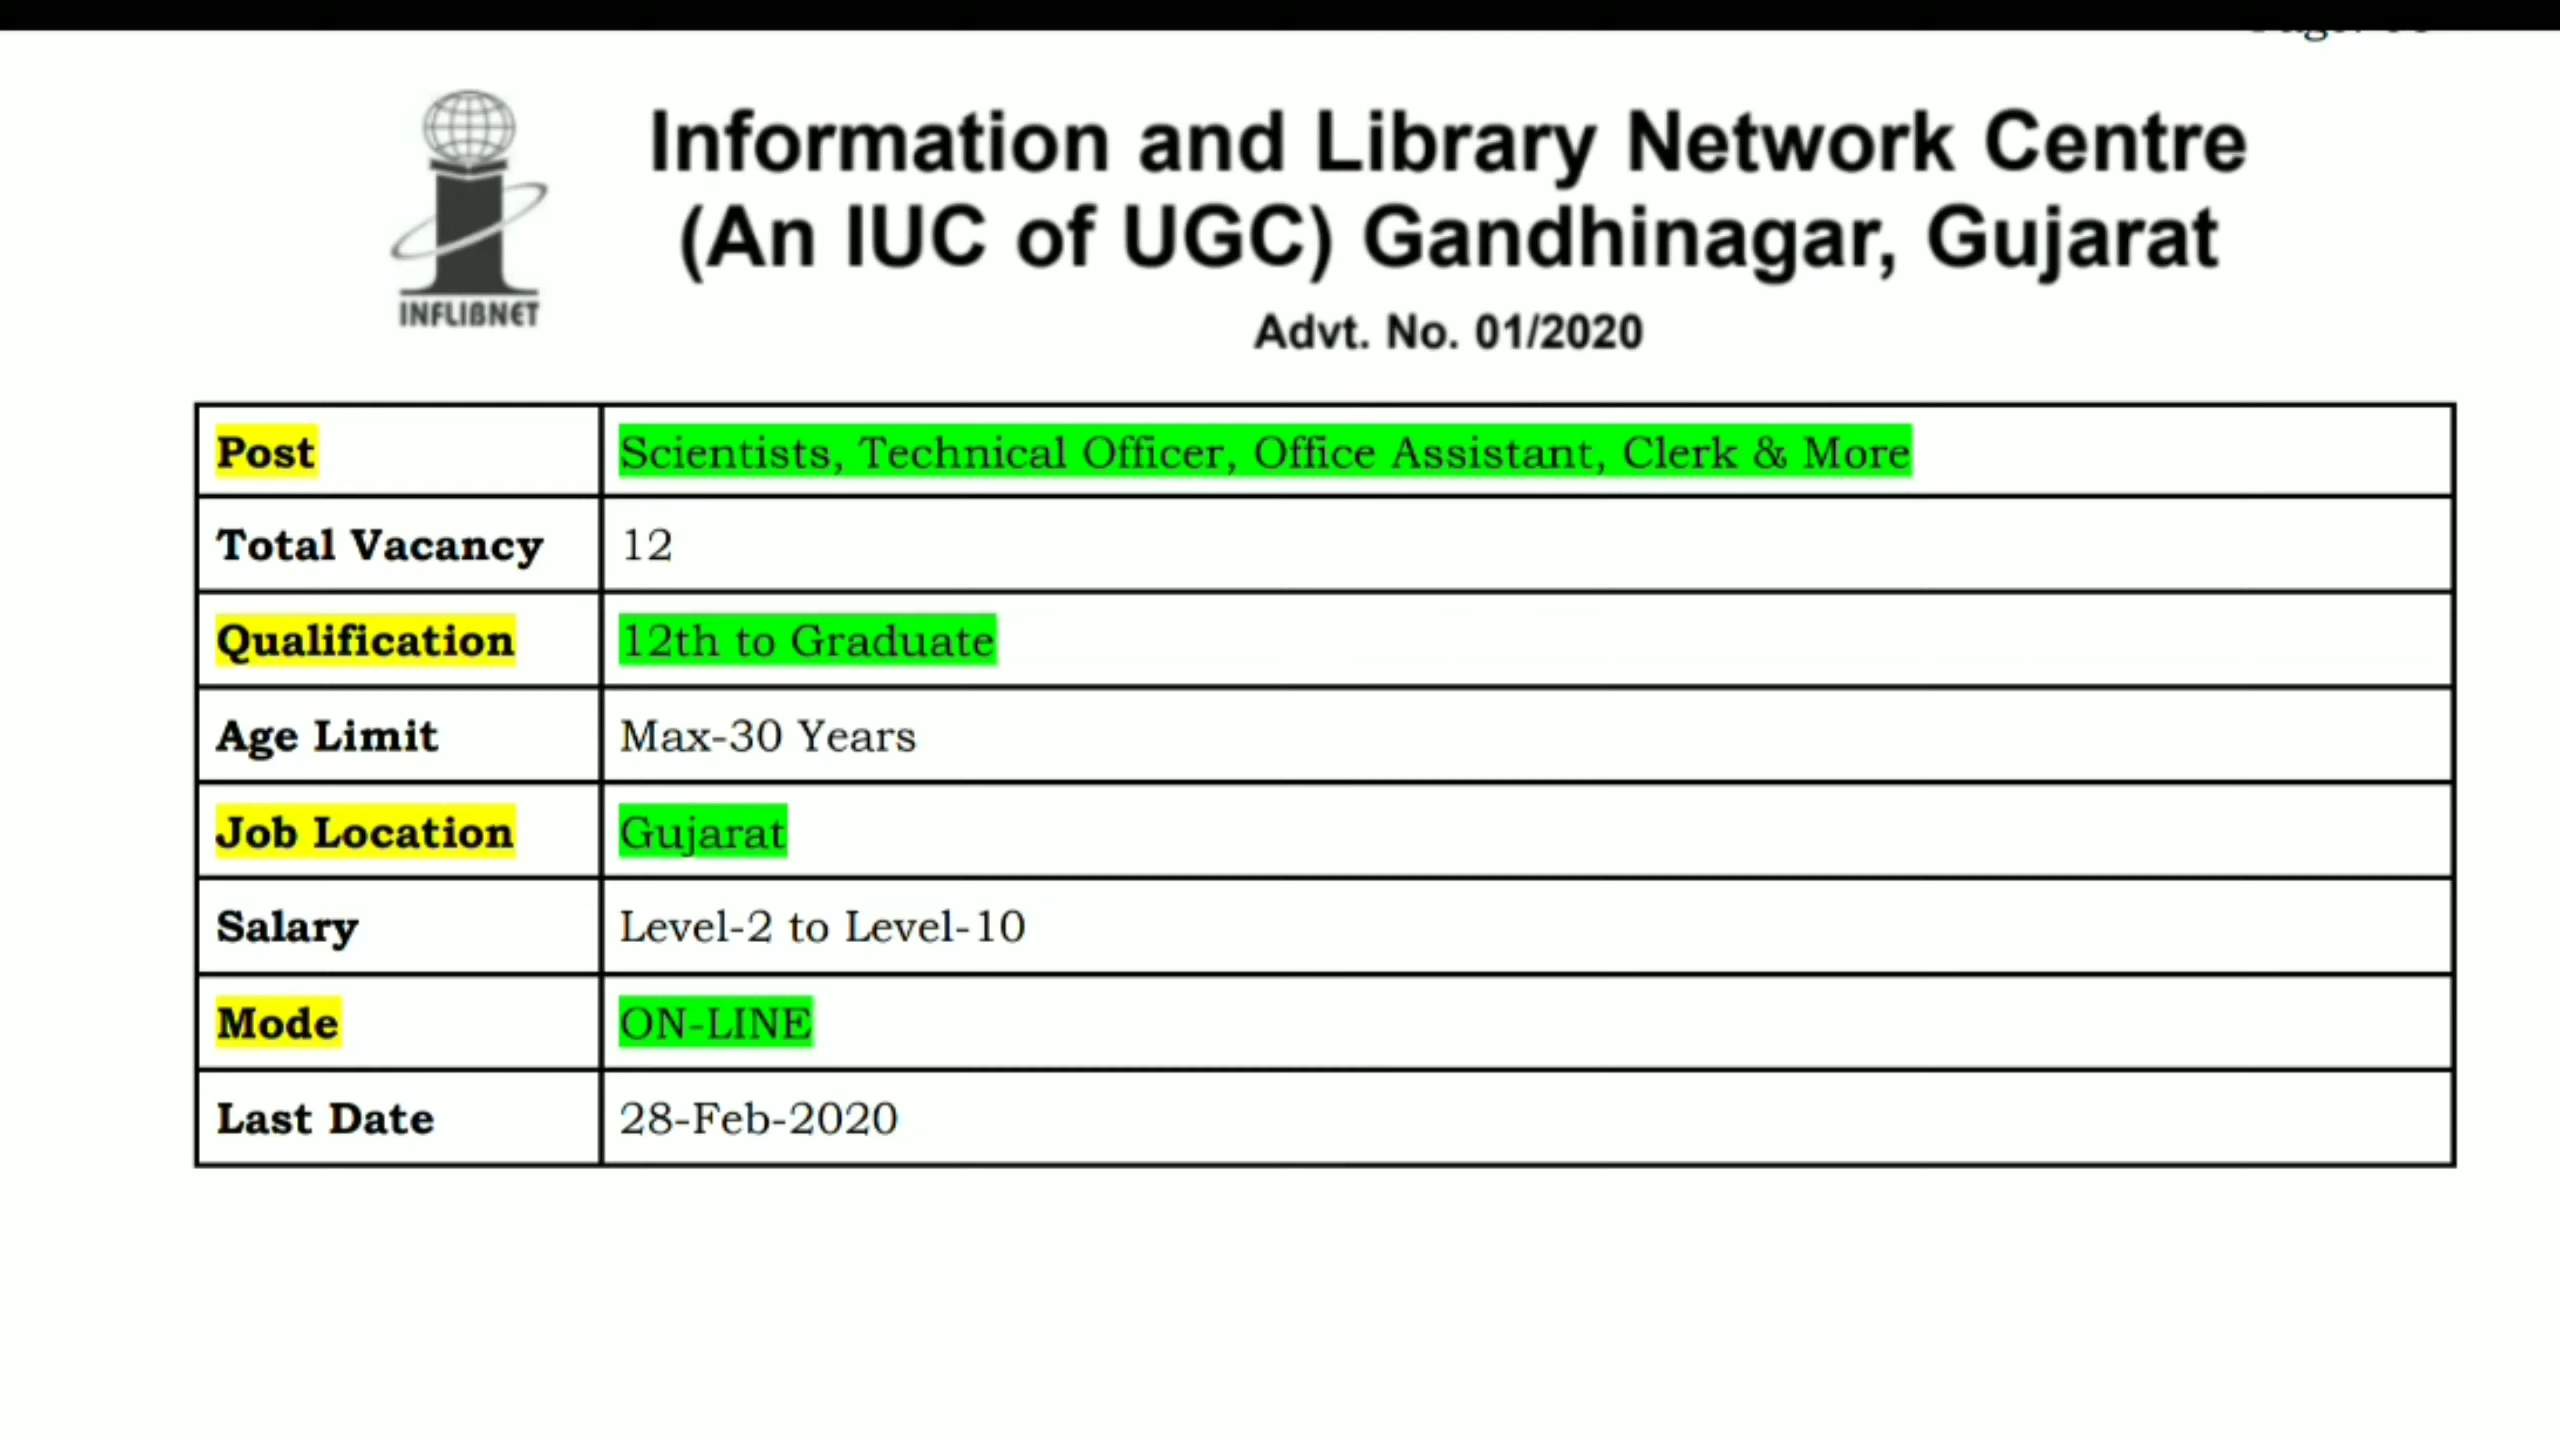 Information and Library Network Centre
(An IUC of UGC) Gandhinagar, Gujarat
INFLIBNET
Advt. No. 01/2020
Post Scientists, Technical Officer, Office Assistant, Clerk & More
Total Vacancy 12
Qualification 12th to Graduate
Age Limit Max-30 Years
Job Location Gujarat
Salary Level-2 to Level-10
Mode ON-LINE
Last Date 28-Feb-2020